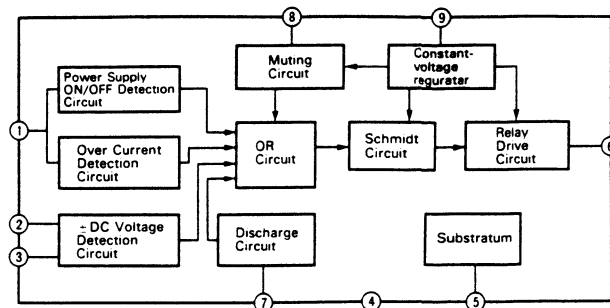 8
9
Power Supply
ON/OFF Detection
Circuit
Muting
Circuit
Constant-
voltage
regurater
1
Over Current
Detection
Circuit
OR
Circuit
Schmidt
Circuit
Relay
Drive
Circuit
6
2
3
±DC Voltage
Detection
Circuit
Discharge
Circuit
Substratum
7
4
5